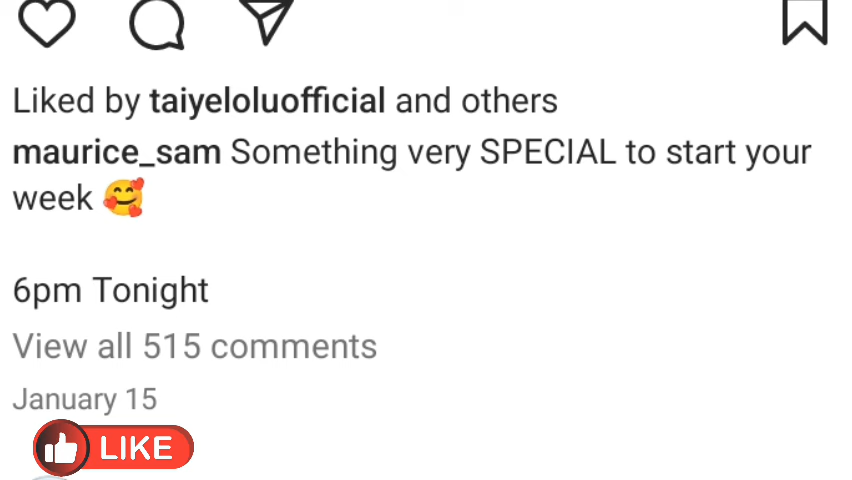 Liked by taiyeloluofficial and others
maurice_sam Something very SPECIAL to start your
week 🥰
6pm Tonight
View all 515 comments
January 15
LIKE